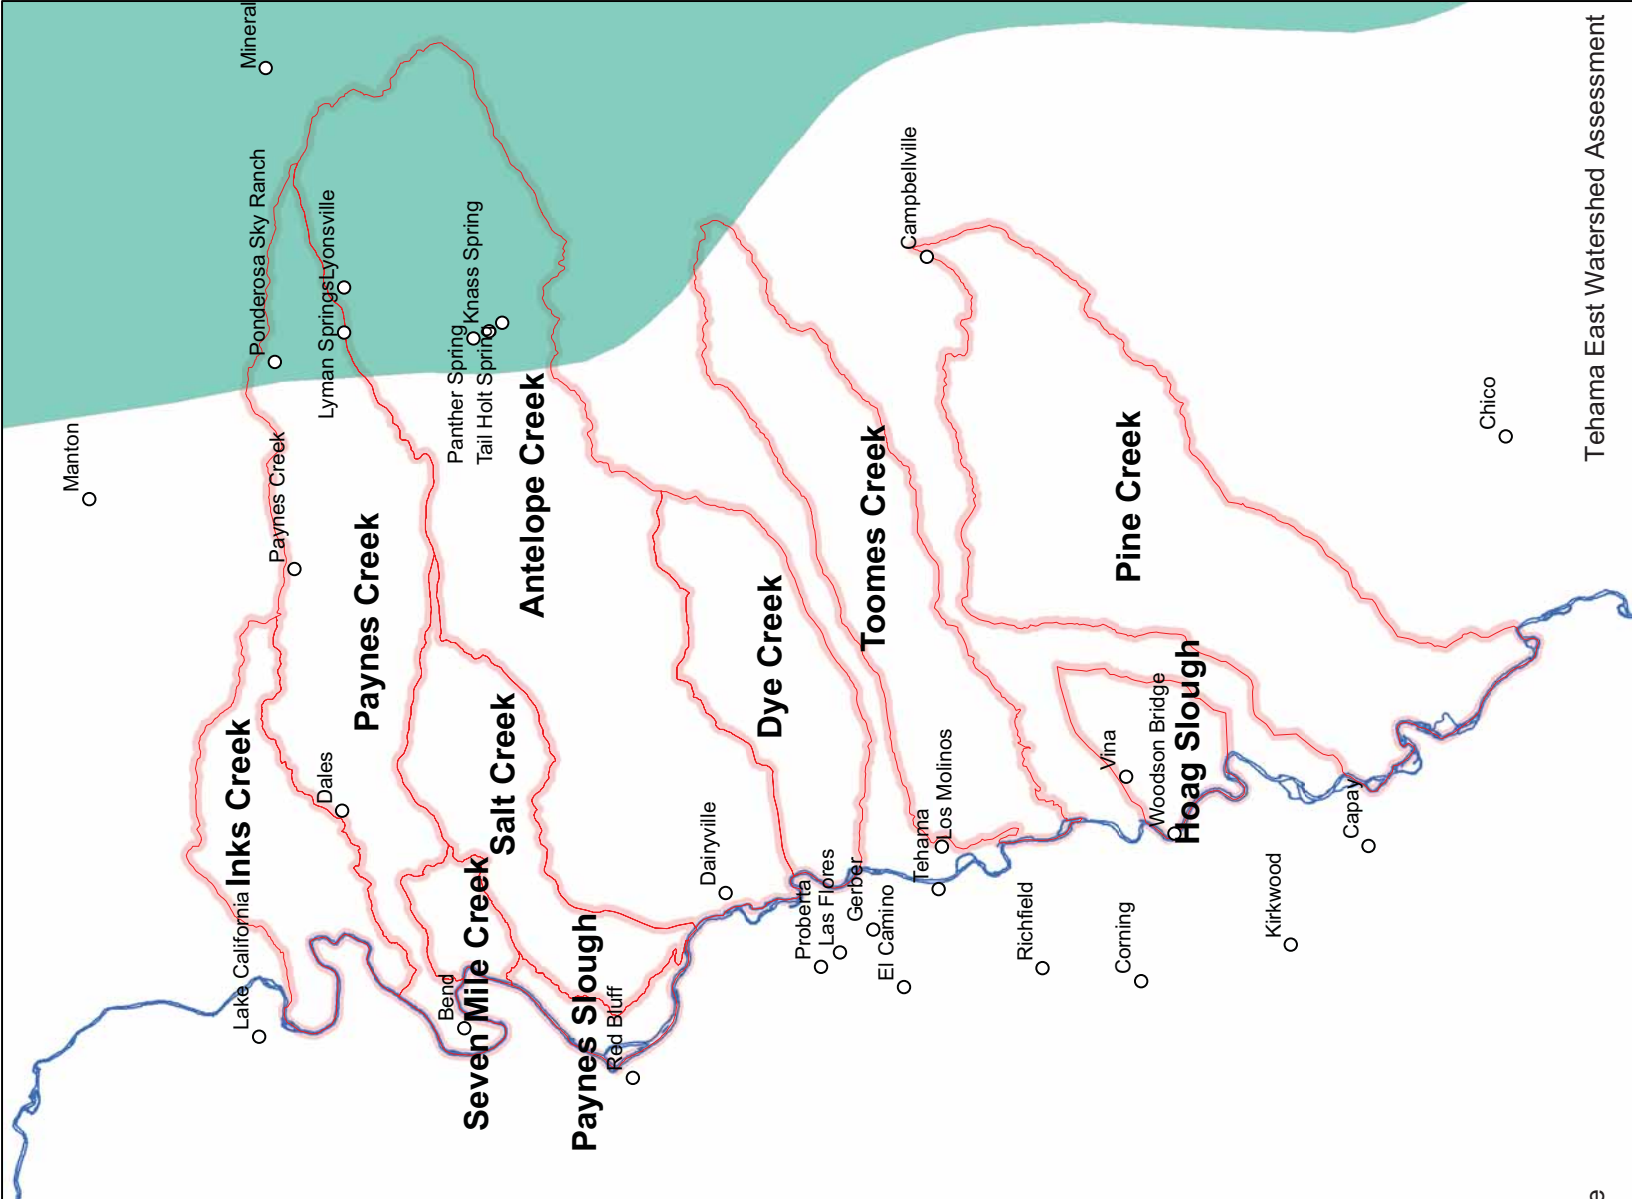 Mineral
Manton
Ponderosa Sky Ranch
Lyonsville
Lyman Springs
Knass Spring
Panther Spring
Tail Holt Spring
Paynes Creek
Campbellville
Chico
Paynes Creek
Antelope Creek
Toomes Creek
Pine Creek
Dye Creek
Inks Creek
Salt Creek
Dales
Dairyville
Lake California
Bend
Seven Mile Creek
Paynes Slough
Red Bluff
Proberta
Las Flores
Gerber
El Camino
Tehama
Los Molinos
Vina
Woodson Bridge
Hoag Slough
Capay
Richfield
Corning
Kirkwood
Tehama East Watershed Assessment
e